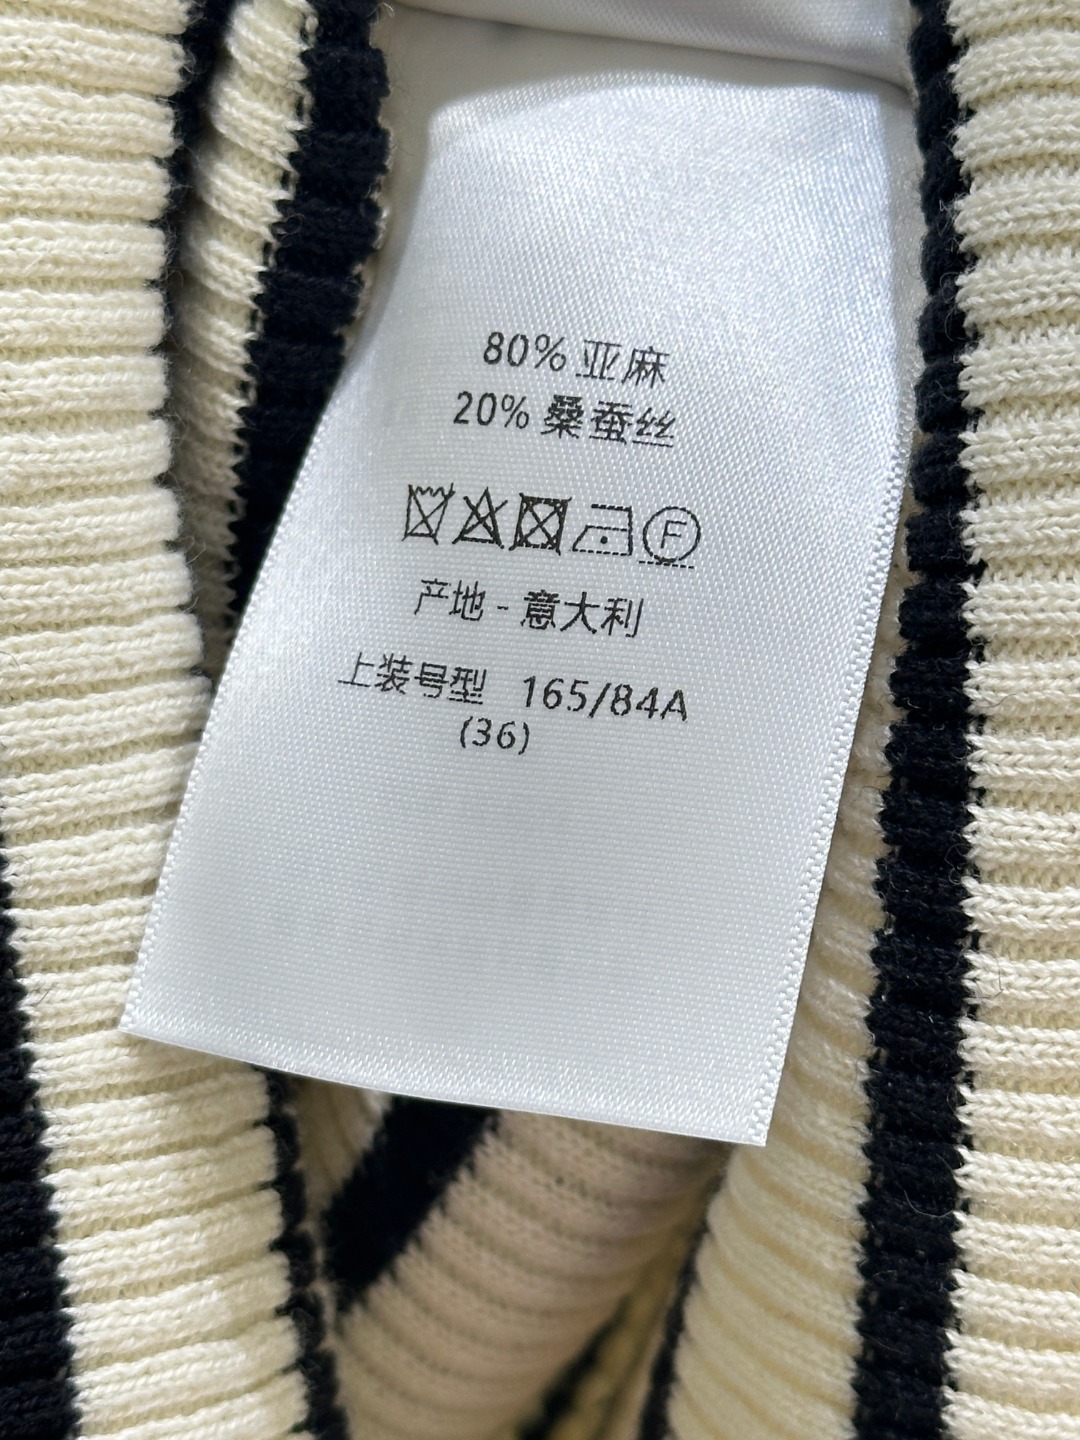 80% 亚麻
20% 桑蚕丝
F
产地 - 意大利
上装号型 165/84A
(36)